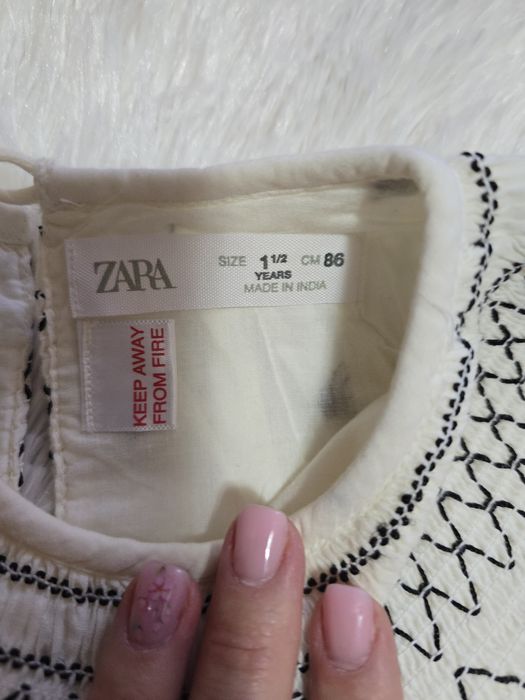 ZARA
SIZE 1 1/2 CM 86
YEARS
MADE IN INDIA
KEEP AWAY
FROM FIRE